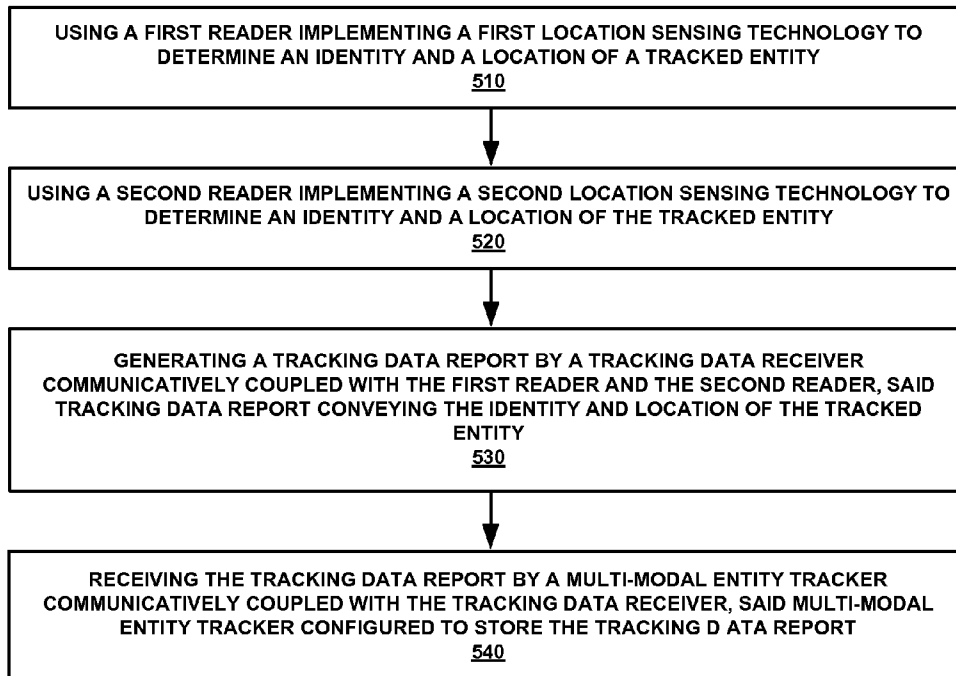 USING A FIRST READER IMPLEMENTING A FIRST LOCATION SENSING TECHNOLOGY TO
DETERMINE AN IDENTITY AND A LOCATION OF A TRACKED ENTITY
510
USING A SECOND READER IMPLEMENTING A SECOND LOCATION SENSING TECHNOLOGY TO
DETERMINE AN IDENTITY AND A LOCATION OF THE TRACKED ENTITY
520
GENERATING A TRACKING DATA REPORT BY A TRACKING DATA RECEIVER
COMMUNICATIVELY COUPLED WITH THE FIRST READER AND THE SECOND READER, SAID
TRACKING DATA REPORT CONVEYING THE IDENTITY AND LOCATION OF THE TRACKED
ENTITY
530
RECEIVING THE TRACKING DATA REPORT BY A MULTI-MODAL ENTITY TRACKER
COMMUNICATIVELY COUPLED WITH THE TRACKING DATA RECEIVER, SAID MULTI-MODAL
ENTITY TRACKER CONFIGURED TO STORE THE TRACKING D ATA REPORT
540